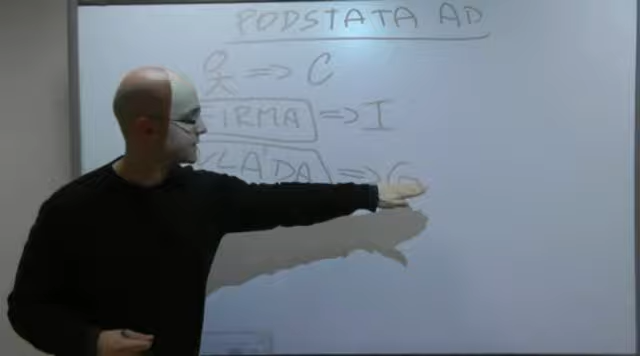 PODSTATA AD
=> C
FIRMA => I
VLÁDA => G